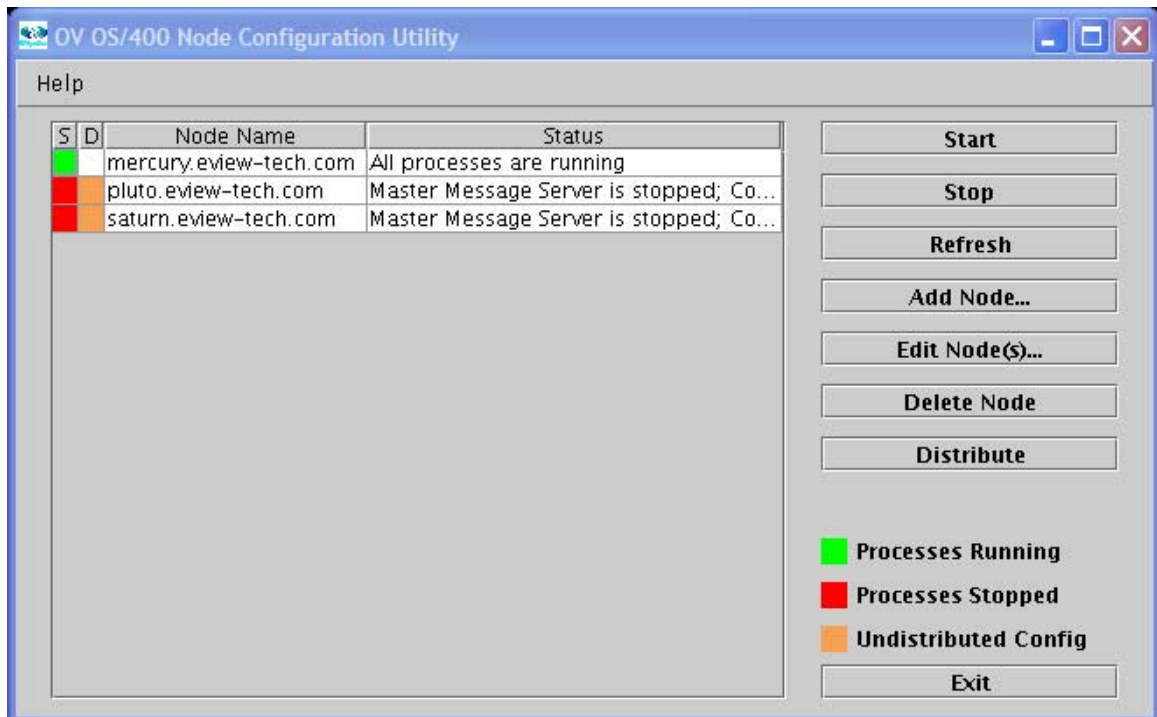 OV OS/400 Node Configuration Utility
Help
S D Node Name Status
mercury.eview-tech.com All processes are running
pluto.eview-tech.com Master Message Server is stopped; Co...
saturn.eview-tech.com Master Message Server is stopped; Co...
Start
Stop
Refresh
Add Node...
Edit Node(s)...
Delete Node
Distribute
Processes Running
Processes Stopped
Undistributed Config
Exit